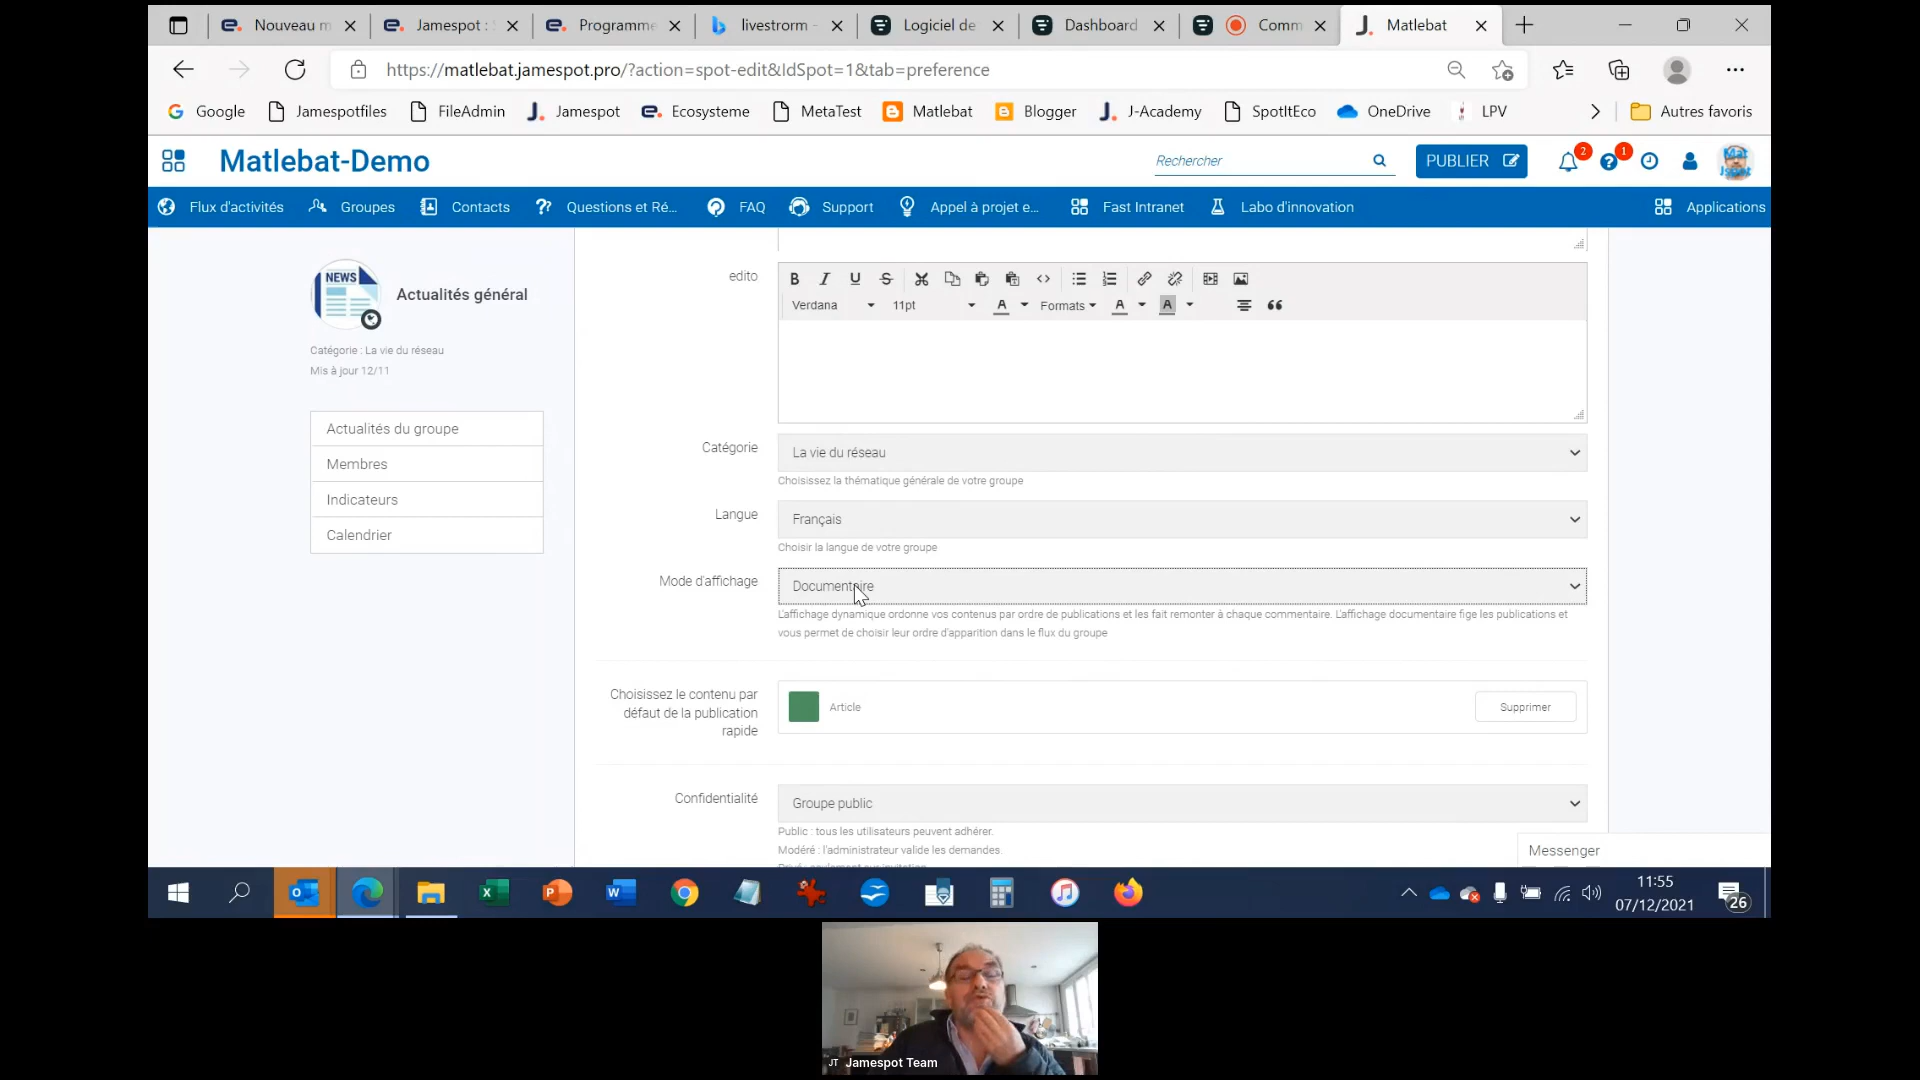 Nouveau m
Jamespot :
Programme
livestrorm -
Logiciel de
Dashboard
Comm
Matlebat
https://matlebat.jamespot.pro/?action=spot-edit&IdSpot=1&tab=preference
Google
Jamespotfiles
FileAdmin
Jamespot
Ecosysteme
MetaTest
Matlebat
Blogger
J-Academy
SpotItEco
OneDrive
LPV
Autres favoris
Matlebat-Demo
Rechercher
PUBLIER
2
1
Flux d'activités
Groupes
Contacts
Questions et Ré...
FAQ
Support
Appel à projet e...
Fast Intranet
Labo d'innovation
Applications
NEWS
Actualités général
Catégorie : La vie du réseau
Mis à jour 12/11
Actualités du groupe
Membres
Indicateurs
Calendrier
edito
Verdana
11pt
Formats
Catégorie
La vie du réseau
Choisissez la thématique générale de votre groupe
Langue
Français
Choisir la langue de votre groupe
Mode d'affichage
Documentaire
L'affichage dynamique ordonne vos contenus par ordre de publications et les fait remonter à chaque commentaire. L'affichage documentaire fige les publications et
vous permet de choisir leur ordre d'apparition dans le flux du groupe
Choisissez le contenu par
défaut de la publication
rapide
Article
Supprimer
Confidentialité
Groupe public
Public : tous les utilisateurs peuvent adhérer.
Modéré : l'administrateur valide les demandes.
Messenger
11:55
07/12/2021
26
JT Jamespot Team